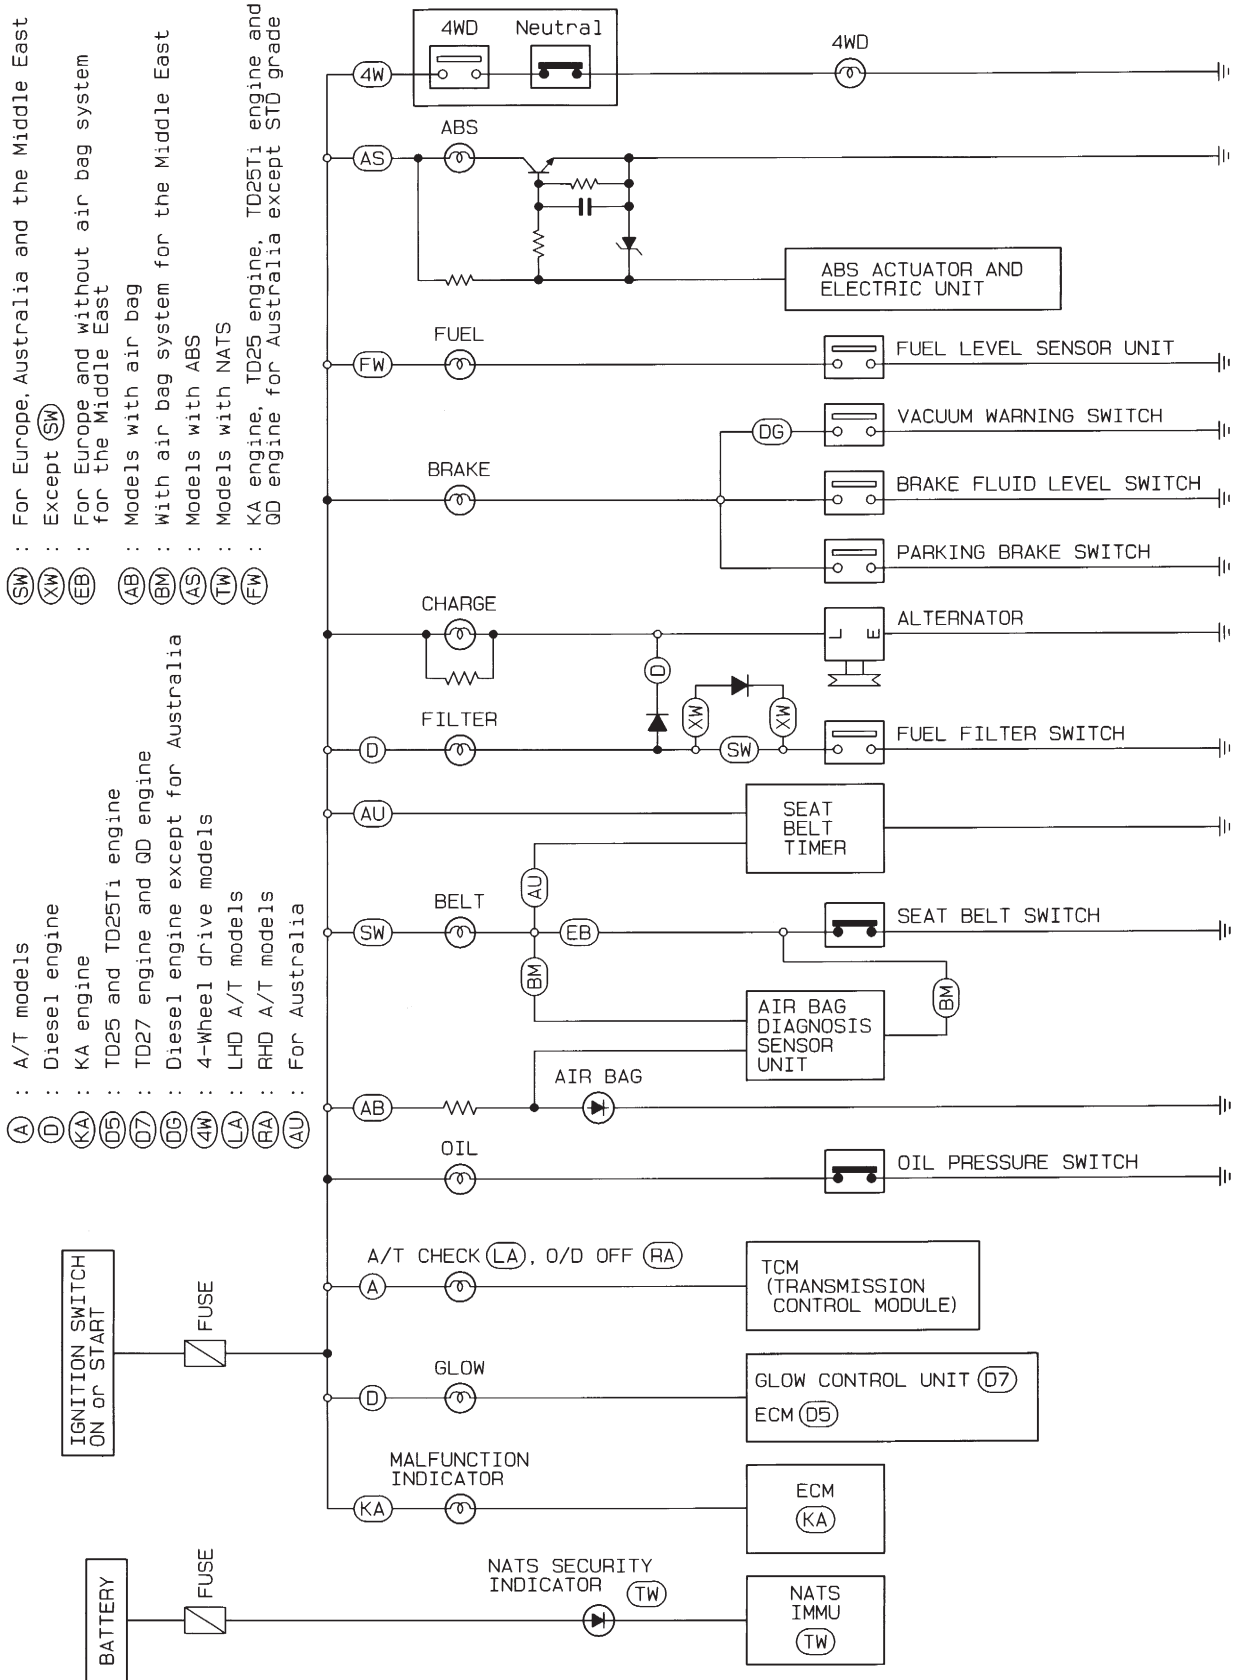 SW : For Europe, Australia and the Middle East
XW : Except SW
EB : For Europe and without air bag system
for the Middle East
AB : Models with air bag
BM : With air bag system for the Middle East
AS : Models with ABS
TW : Models with NATS
FW : KA engine, TD25 engine, TD25Ti engine and
QD engine for Australia except STD grade
A : A/T models
D : Diesel engine
KA : KA engine
D5 : TD25 and TD25Ti engine
D7 : TD27 engine and QD engine
DG : Diesel engine except for Australia
4W : 4-Wheel drive models
LA : LHD A/T models
RA : RHD A/T models
AU : For Australia
4WD Neutral
4W
4WD
ABS
AS
ABS ACTUATOR AND
ELECTRIC UNIT
FUEL
FW
FUEL LEVEL SENSOR UNIT
DG
VACUUM WARNING SWITCH
BRAKE
BRAKE FLUID LEVEL SWITCH
PARKING BRAKE SWITCH
CHARGE
L E
ALTERNATOR
D
XW
XW
FILTER
D
SW
FUEL FILTER SWITCH
AU
SEAT
BELT
TIMER
AU
BELT
SW
EB
SEAT BELT SWITCH
BM
BM
AIR BAG
DIAGNOSIS
SENSOR
UNIT
AIR BAG
AB
OIL
OIL PRESSURE SWITCH
IGNITION SWITCH
ON or START
FUSE
A/T CHECK LA, O/D OFF RA
A
TCM
(TRANSMISSION
CONTROL MODULE)
GLOW
D
GLOW CONTROL UNIT D7
ECM D5
MALFUNCTION
INDICATOR
KA
ECM
KA
BATTERY
FUSE
NATS SECURITY
INDICATOR TW
NATS
IMMU
TW